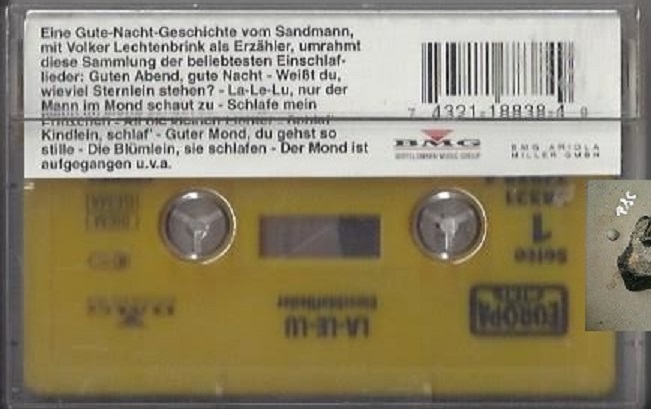 Eine Gute-Nacht-Geschichte vom Sandmann,
mit Volker Lechtenbrink als Erzähler, umrahmt
diese Sammlung der beliebtesten Einschlaf-
lieder: Guten Abend, gute Nacht - Weißt du,
wieviel Sternlein stehen? - La-Le-Lu, nur der
Mann im Mond schaut zu - Schlafe mein
Kindlein, schlaf' - Guter Mond, du gehst so
stille - Die Blümlein, sie schlafen - Der Mond ist
aufgegangen u.v.a.
7 4321-18838-4 9
BMG
BERTELSMANN MUSIC GROUP
BMG ARIOLA
MILLER GMBH
1
Seite
EUROPA
LA-LE-LU